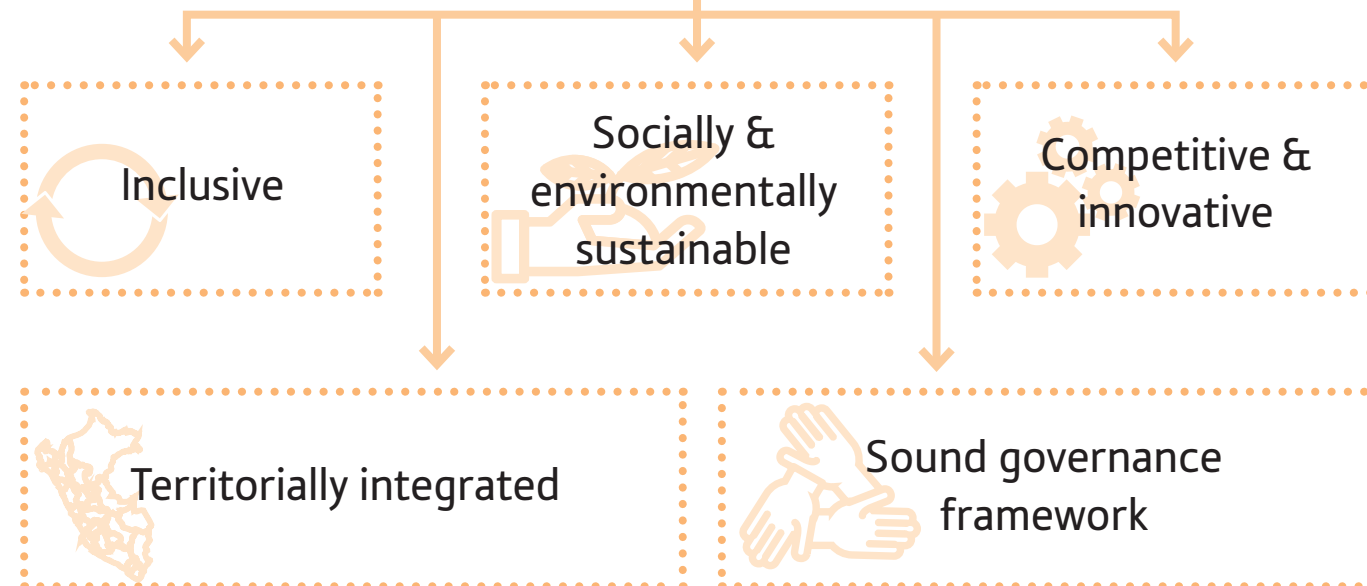 Inclusive
Socially &
environmentally
sustainable
Competitive &
innovative
Territorially integrated
Sound governance
framework